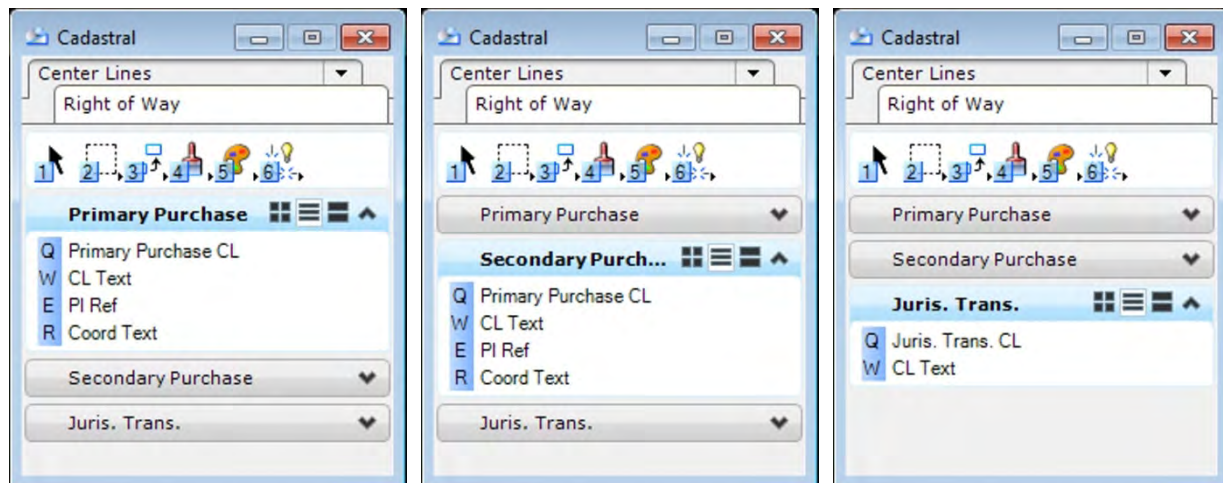 Cadastral
Center Lines
Right of Way
1 2 3 4 5 6
Primary Purchase
Q Primary Purchase CL
W CL Text
E PI Ref
R Coord Text
Secondary Purchase
Juris. Trans.
Cadastral
Center Lines
Right of Way
1 2 3 4 5 6
Primary Purchase
Secondary Purch...
Q Primary Purchase CL
W CL Text
E PI Ref
R Coord Text
Juris. Trans.
Cadastral
Center Lines
Right of Way
1 2 3 4 5 6
Primary Purchase
Secondary Purchase
Juris. Trans.
Q Juris. Trans. CL
W CL Text